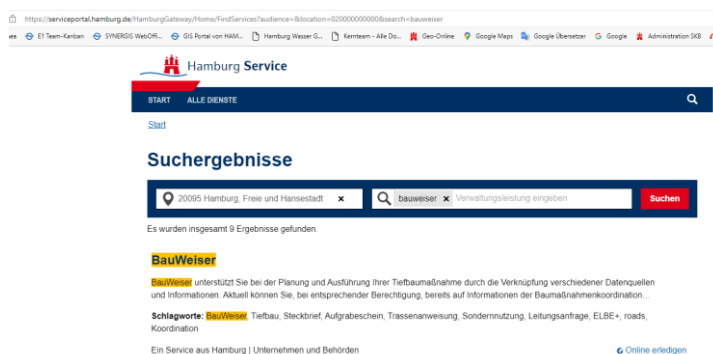 https://serviceportal.hamburg.de/HamburgGateway/Home/FindServices?audience=&location=020000000000&search=bauweiser
E1 Team-Kanban SYNERGIS WebOffi... GIS Portal von HAM... Hamburg Wasser G... Kernteam - Alle Do... Geo-Online Google Maps Google Übersetzer Google Administration SKB
Hamburg Service
START ALLE DIENSTE
Start
Suchergebnisse
20095 Hamburg, Freie und Hansestadt × bauweiser × Verwaltungsleistung eingeben Suchen
Es wurden insgesamt 9 Ergebnisse gefunden.
BauWeiser
BauWeiser unterstützt Sie bei der Planung und Ausführung Ihrer Tiefbaumaßnahme durch die Verknüpfung verschiedener Datenquellen
und Informationen. Aktuell können Sie, bei entsprechender Berechtigung, bereits auf Informationen der Baumaßnahmenkoordination...
Schlagworte: BauWeiser, Tiefbau, Steckbrief, Aufgrabeschein, Trassenanweisung, Sondernnutzung, Leitungsanfrage, ELBE+, roads,
Koordination
Ein Service aus Hamburg | Unternehmen und Behörden Online erledigen